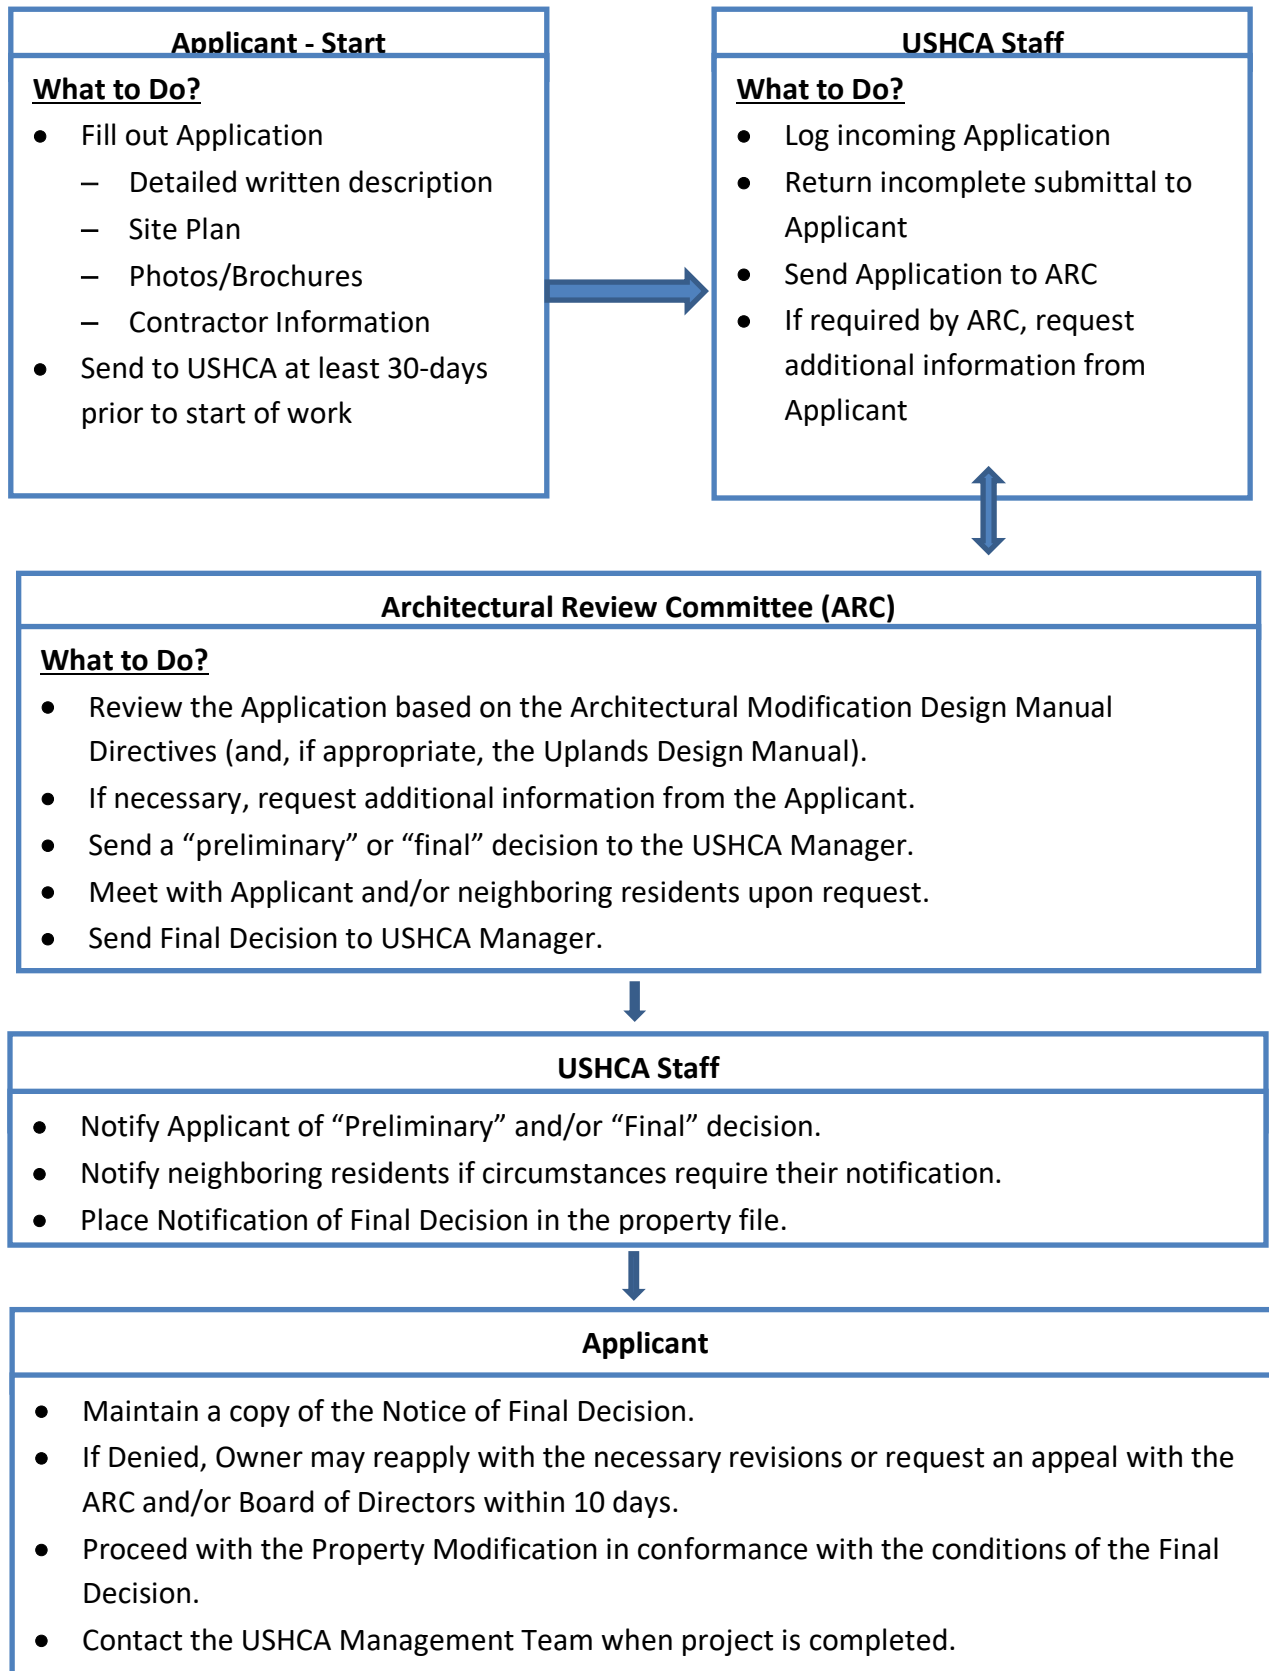 Applicant - Start
What to Do?
● Fill out Application
– Detailed written description
– Site Plan
– Photos/Brochures
– Contractor Information
● Send to USHCA at least 30-days
prior to start of work
USHCA Staff
What to Do?
● Log incoming Application
● Return incomplete submittal to
Applicant
● Send Application to ARC
● If required by ARC, request
additional information from
Applicant
Architectural Review Committee (ARC)
What to Do?
● Review the Application based on the Architectural Modification Design Manual
Directives (and, if appropriate, the Uplands Design Manual).
● If necessary, request additional information from the Applicant.
● Send a “preliminary” or “final” decision to the USHCA Manager.
● Meet with Applicant and/or neighboring residents upon request.
● Send Final Decision to USHCA Manager.
USHCA Staff
● Notify Applicant of “Preliminary” and/or “Final” decision.
● Notify neighboring residents if circumstances require their notification.
● Place Notification of Final Decision in the property file.
Applicant
● Maintain a copy of the Notice of Final Decision.
● If Denied, Owner may reapply with the necessary revisions or request an appeal with the
ARC and/or Board of Directors within 10 days.
● Proceed with the Property Modification in conformance with the conditions of the Final
Decision.
● Contact the USHCA Management Team when project is completed.